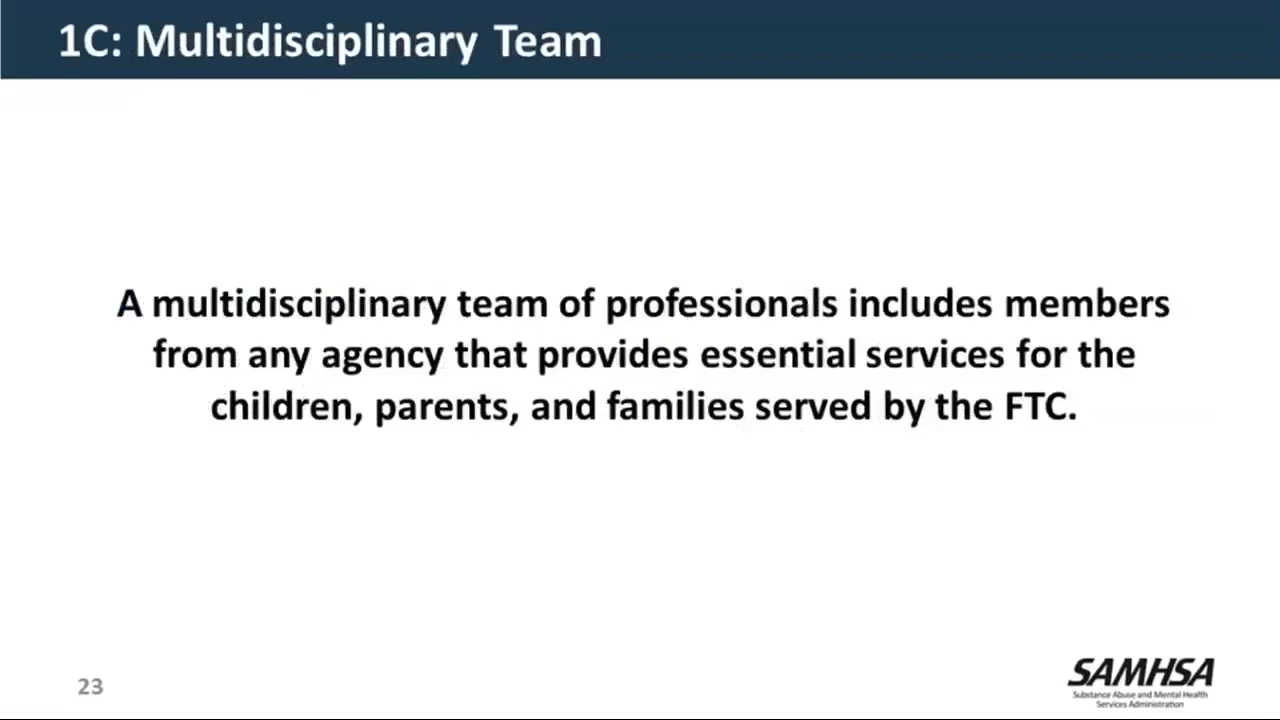 1C: Multidisciplinary Team
A multidisciplinary team of professionals includes members
from any agency that provides essential services for the
children, parents, and families served by the FTC.
23
SAMHSA
Substance Abuse and Mental Health
Services Administration